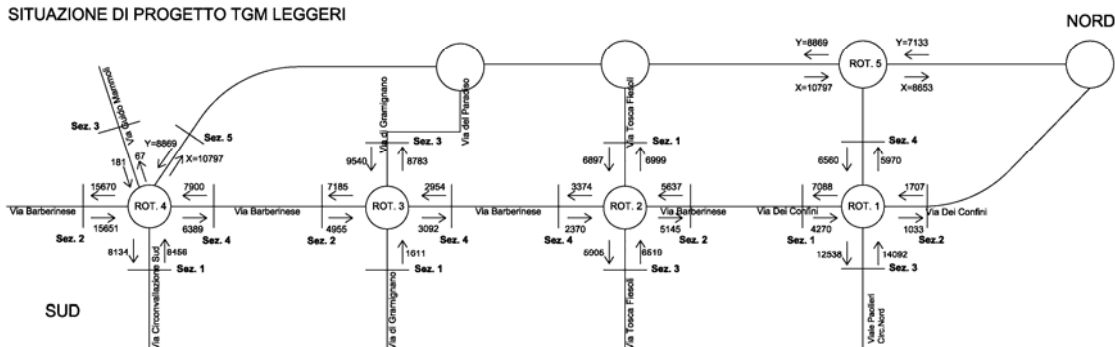 SITUAZIONE DI PROGETTO TGM LEGGERI
NORD
Y=8869
Y=7133
ROT. 5
X=10797
X=8653
Via Guido Mammoli
Sez. 3
Y=8869
Sez. 5
67
X=10797
181
Via di Gramignano
Via del Paradiso
Sez. 3
9540
8783
Via Tosca Fiesoli
Sez. 1
6897
6999
Sez. 4
6560
5970
15670
7900
ROT. 4
Via Barberinese
Via Barberinese
15651
6389
Sez. 2
Sez. 4
8134
8456
Sez. 1
Via Circonvallazione Sud
7185
2954
ROT. 3
4955
3092
Sez. 2
Sez. 4
1611
Sez. 1
Via di Gramignano
Via Barberinese
3374
5637
ROT. 2
Via Barberinese
2370
5145
Sez. 4
Sez. 2
5905
6519
Sez. 3
Via Tosca Fiesoli
7088
1707
Via Dei Confini
ROT. 1
Via Dei Confini
4270
1033
Sez. 1
Sez.2
12538
14092
Sez. 3
Viale Paolieri
Circ.Nord
SUD